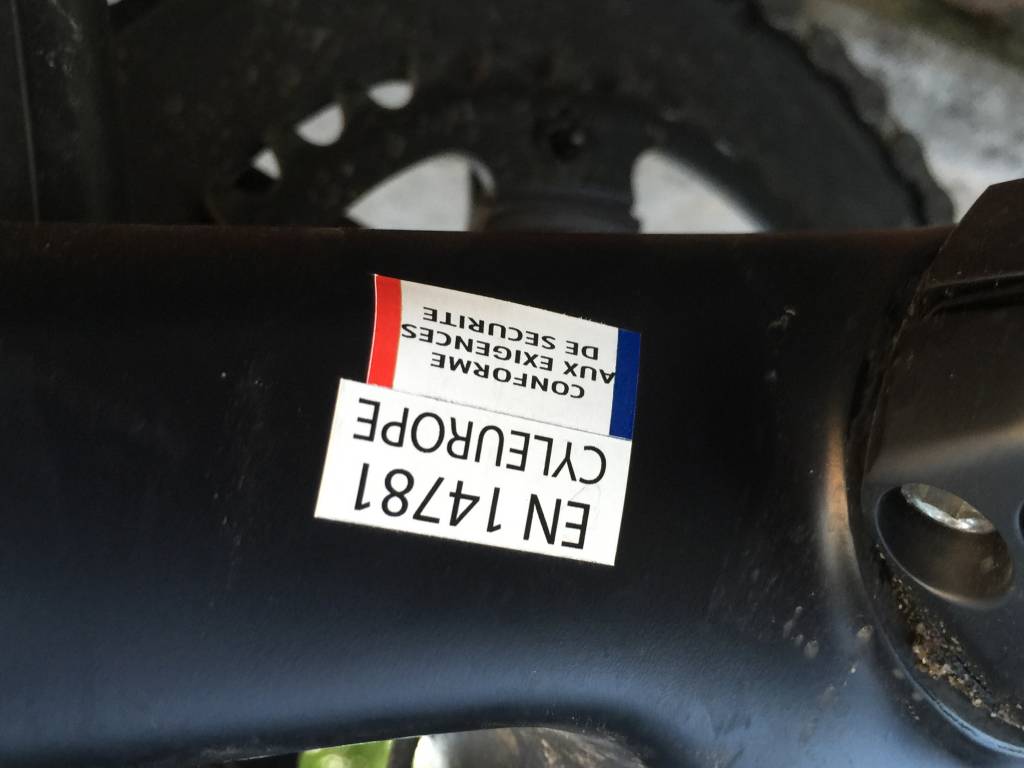 EN 14781
CYLEUROPE
CONFORME
AUX EXIGENCES
DE SECURITE